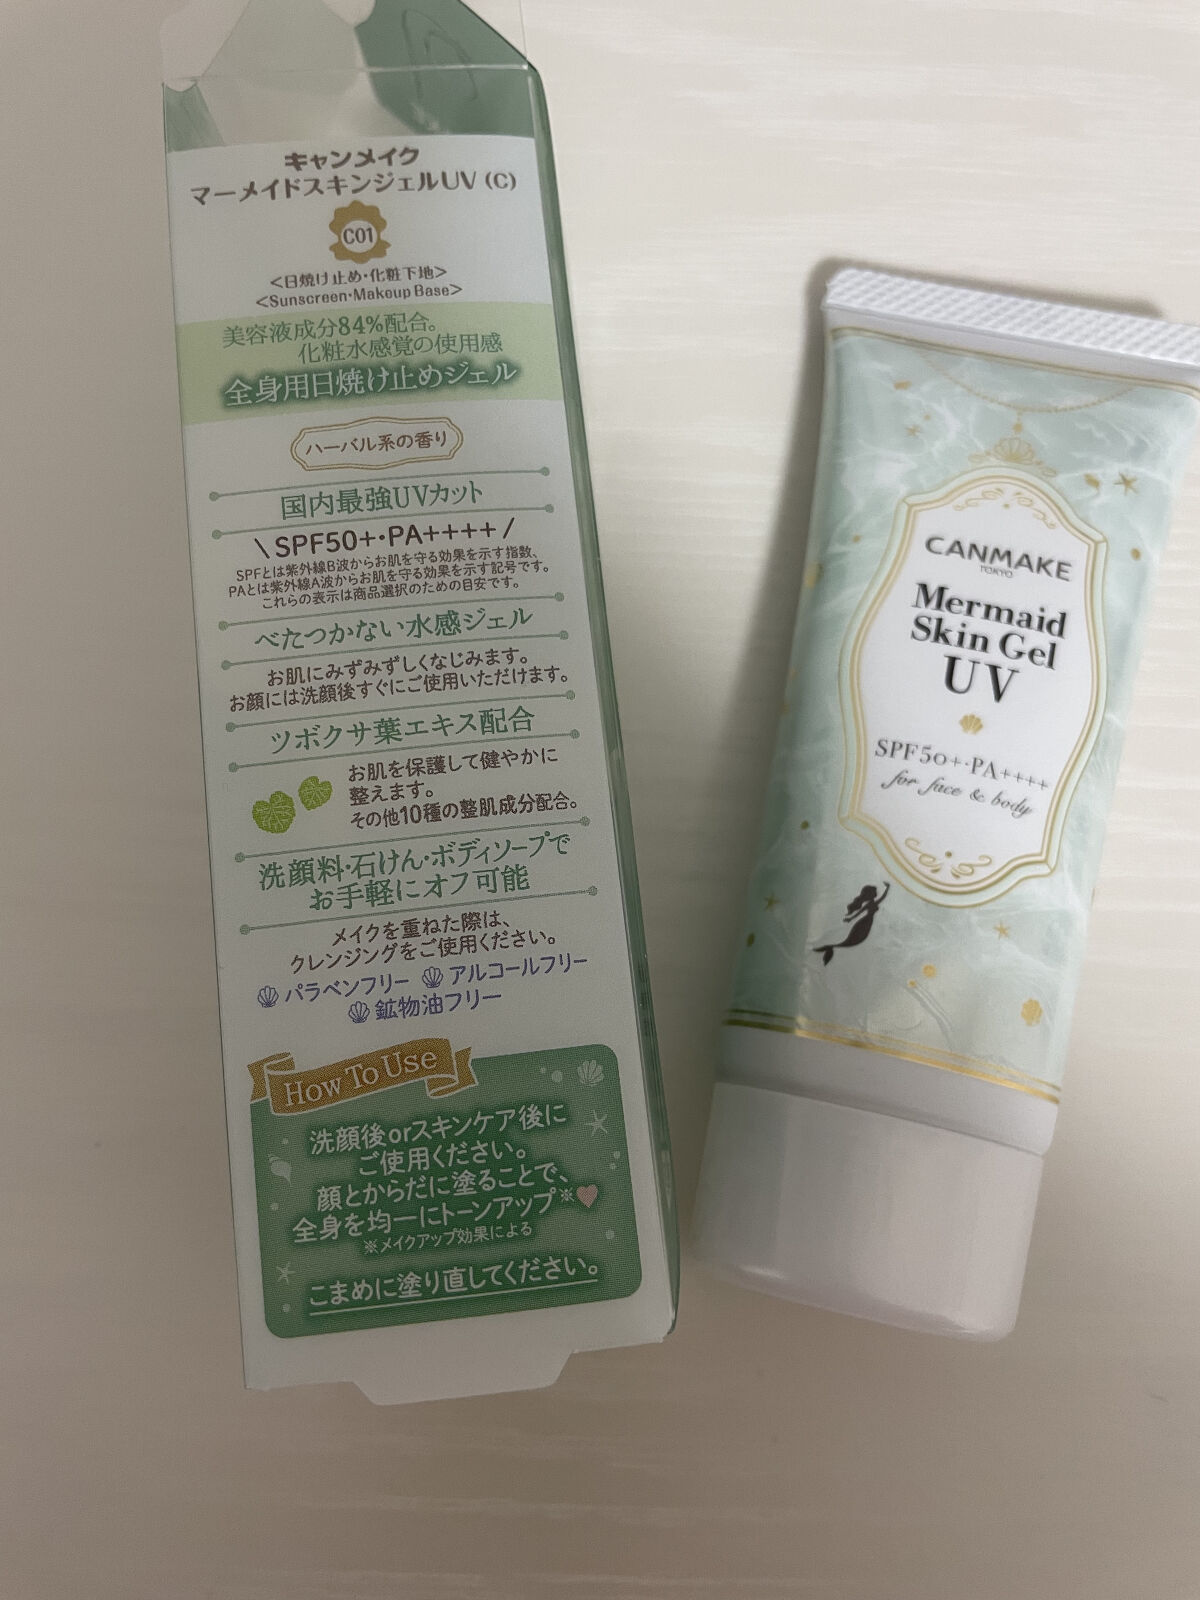 キャンメイク
マーメイドスキンジェルUV (C)
C01
<日焼け止め・化粧下地>
<Sunscreen・Makeup Base>
美容液成分84%配合。
化粧水感覚の使用感
全身用日焼け止めジェル
ハーバル系の香り
国内最強UVカット
\ SPF50+・PA++++ /
SPFとは紫外線B波からお肌を守る効果を示す指数、
PAとは紫外線A波からお肌を守る効果を示す記号です。
これらの表示は商品選択のための目安です。
べたつかない水感ジェル
お肌にみずみずしくなじみます。
お顔には洗顔後すぐにご使用いただけます。
ツボクサ葉エキス配合
お肌を保護して健やかに
整えます。
その他10種の整肌成分配合。
洗顔料・石けん・ボディソープで
お手軽にオフ可能
メイクを重ねた際は、
クレンジングをご使用ください。
パラベンフリー アルコールフリー
鉱物油フリー
How To Use
洗顔後orスキンケア後に
ご使用ください。
顔とからだに塗ることで、
全身を均一にトーンアップ※
※メイクアップ効果による
こまめに塗り直してください。
CANMAKE
TOKYO
Mermaid
Skin Gel
UV
SPF50+・PA++++
for face & body